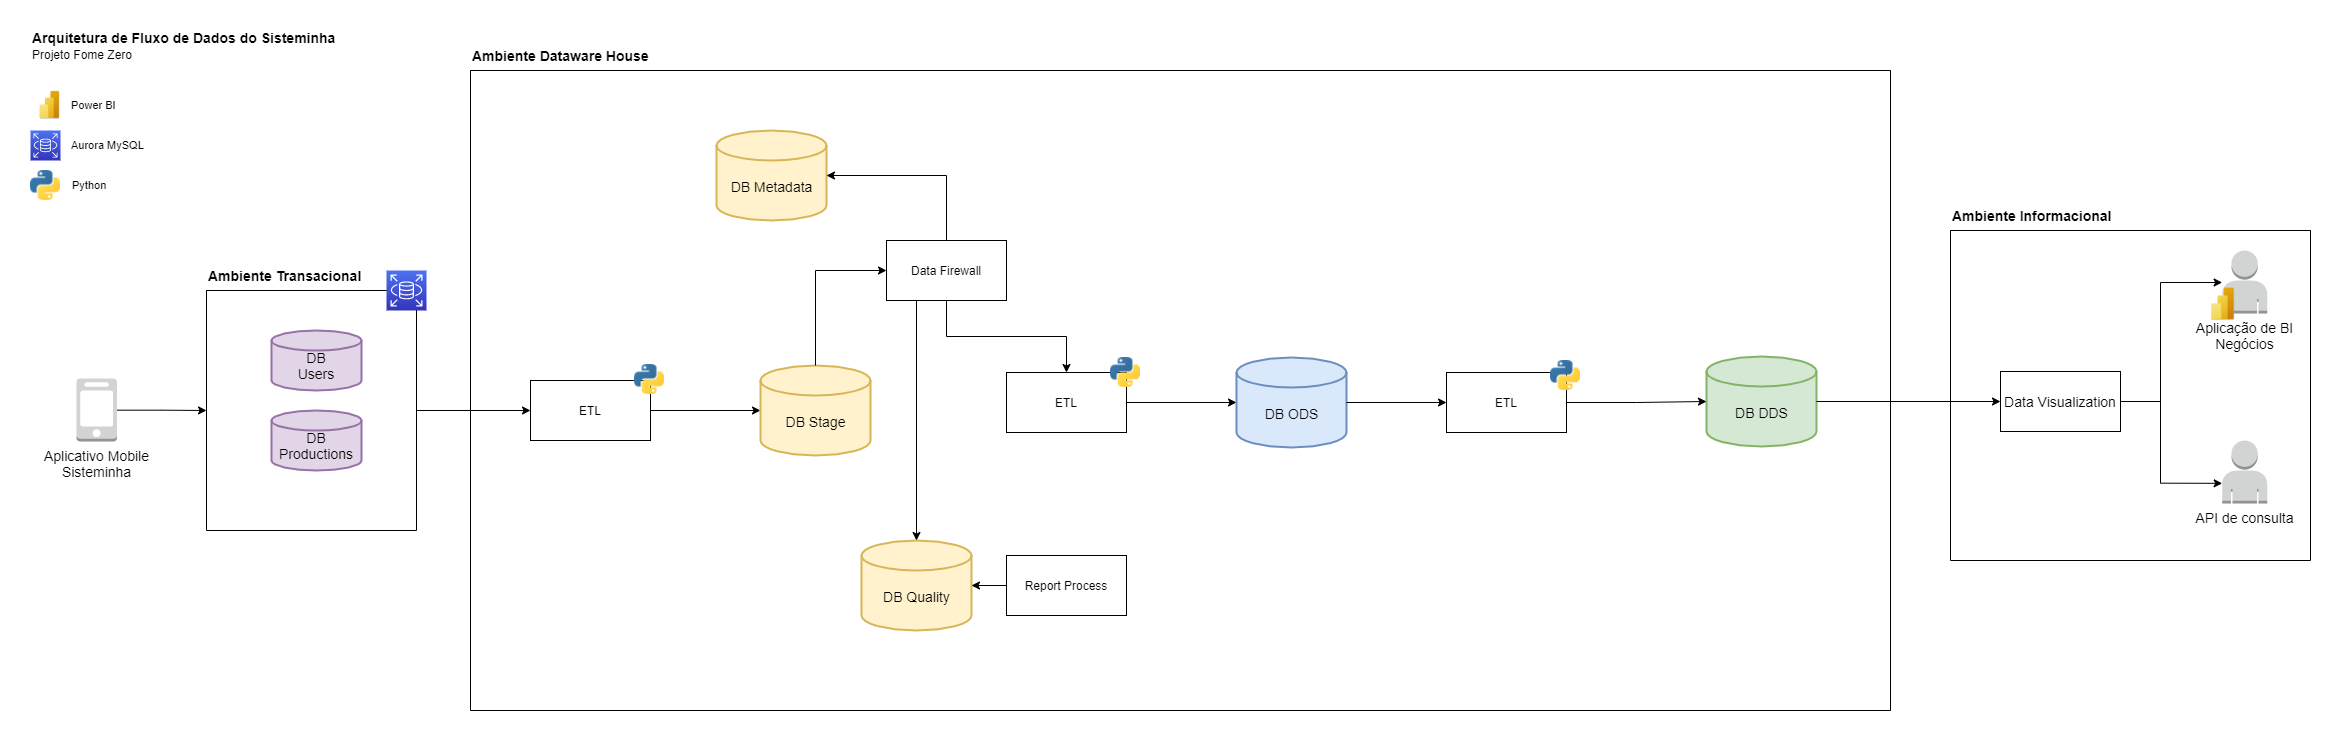 Arquitetura de Fluxo de Dados do Sisteminha
Projeto Fome Zero
Power BI
Aurora MySQL
Python
Aplicativo Mobile
Sisteminha
Ambiente Transacional
DB
Users
DB
Productions
Ambiente Dataware House
ETL
DB Stage
DB Metadata
Data Firewall
DB Quality
Report Process
ETL
DB ODS
ETL
DB DDS
Ambiente Informacional
Data Visualization
Aplicação de BI
Negócios
API de consulta